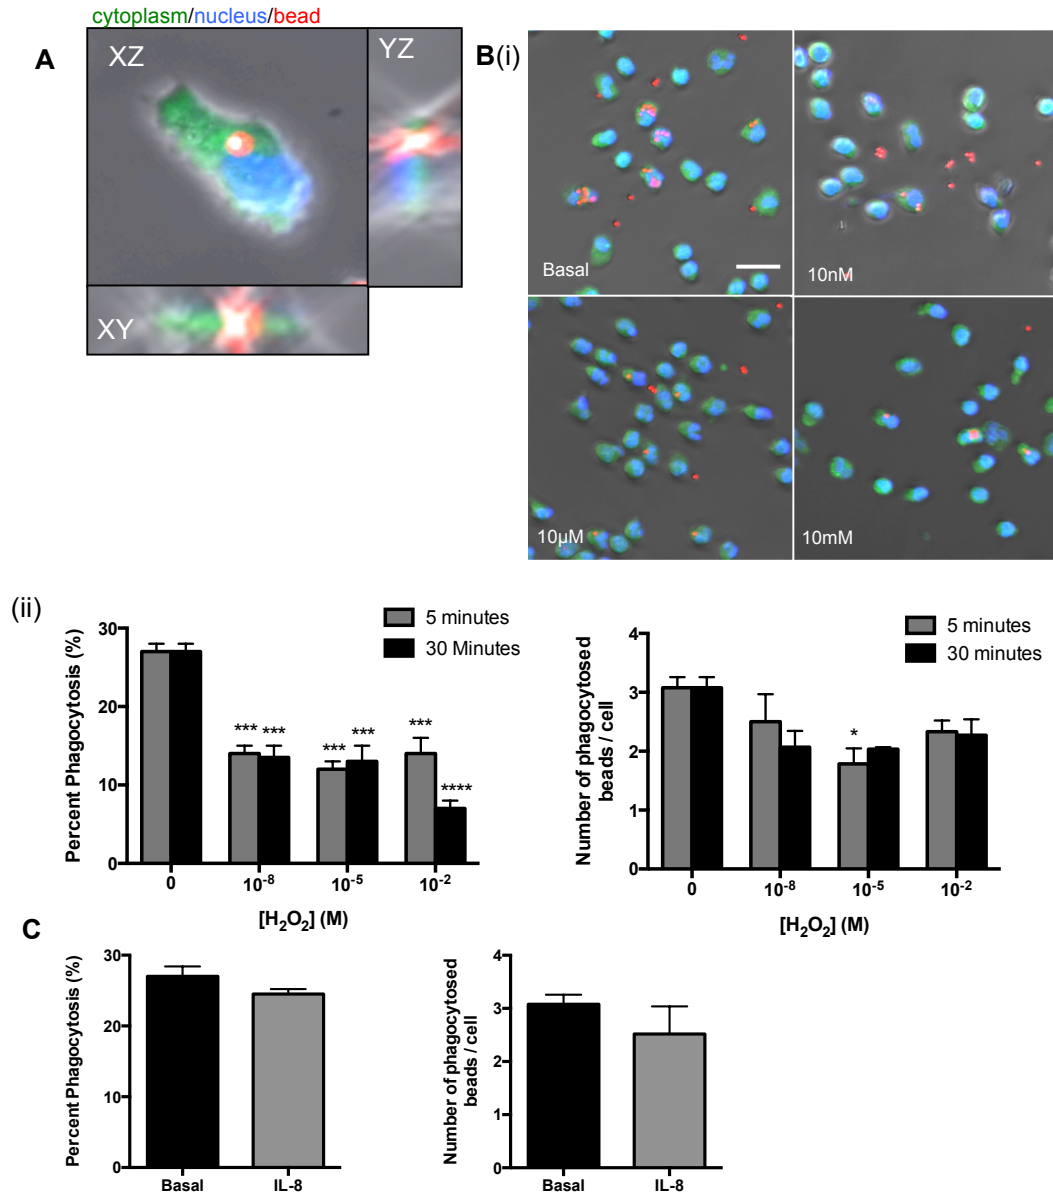 cytoplasm/nucleus/bead
A
XZ
YZ
XY
B(i)
Basal
10nM
10µM
10mM
(ii)
Percent Phagocytosis (%)
30
20
10
0
5 minutes
30 Minutes
***
***
***
***
***
****
0
10⁻⁸
10⁻⁵
10⁻²
[H₂O₂] (M)
Number of phagocytosed
beads / cell
4
3
2
1
0
5 minutes
30 minutes
*
0
10⁻⁸
10⁻⁵
10⁻²
[H₂O₂] (M)
C
Percent Phagocytosis (%)
30
20
10
0
Basal
IL-8
Number of phagocytosed
beads / cell
4
3
2
1
0
Basal
IL-8